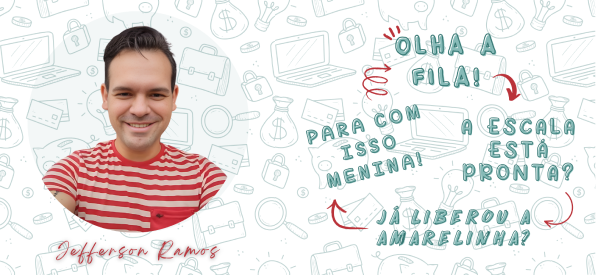 OLHA A
FILA!
PARA COM
ISSO
MENINA!
A ESCALA
ESTÁ
PRONTA?
JÁ LIBEROU A
AMARELINHA?
Jefferson Ramos